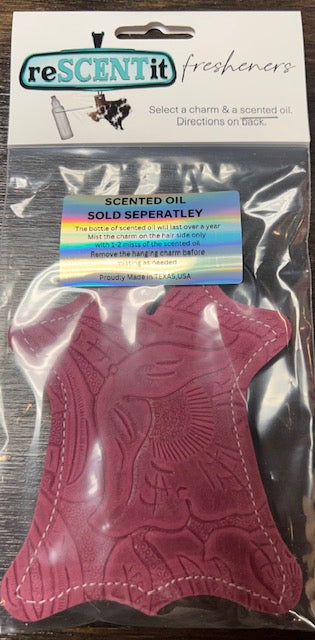 reSCENTit fresheners
Select a charm & a scented oil.
Directions on back.
SCENTED OIL
SOLD SEPERATLEY
The bottle of scented oil will last over a year
Mist the charm on the hair side only
with 1-2 mists of the scented oil
Remove the hanging charm before
misting as needed
Proudly Made in TEXAS,USA